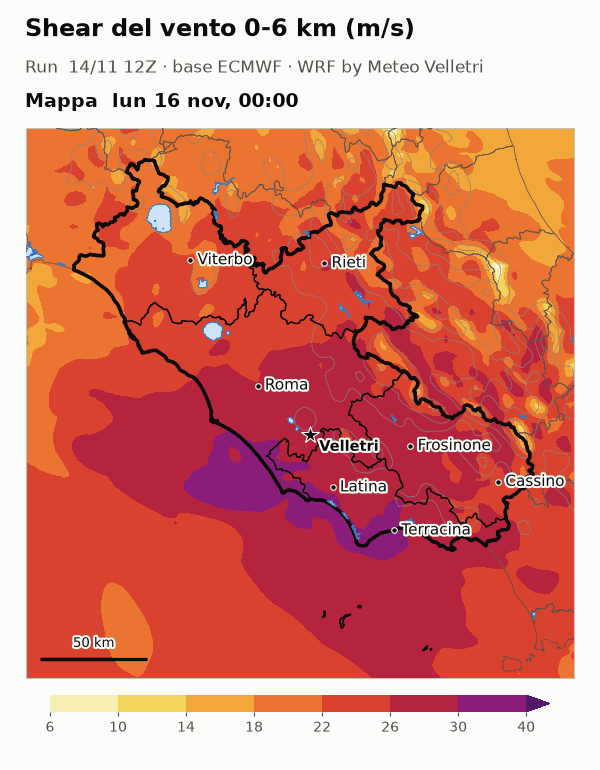 Shear del vento 0-6 km (m/s)
Run  14/11 12Z · base ECMWF · WRF by Meteo Velletri
Mappa  lun 16 nov, 00:00
Viterbo
Rieti
Roma
Velletri
Frosinone
Latina
Cassino
Terracina
50 km
6 10 14 18 22 26 30 40